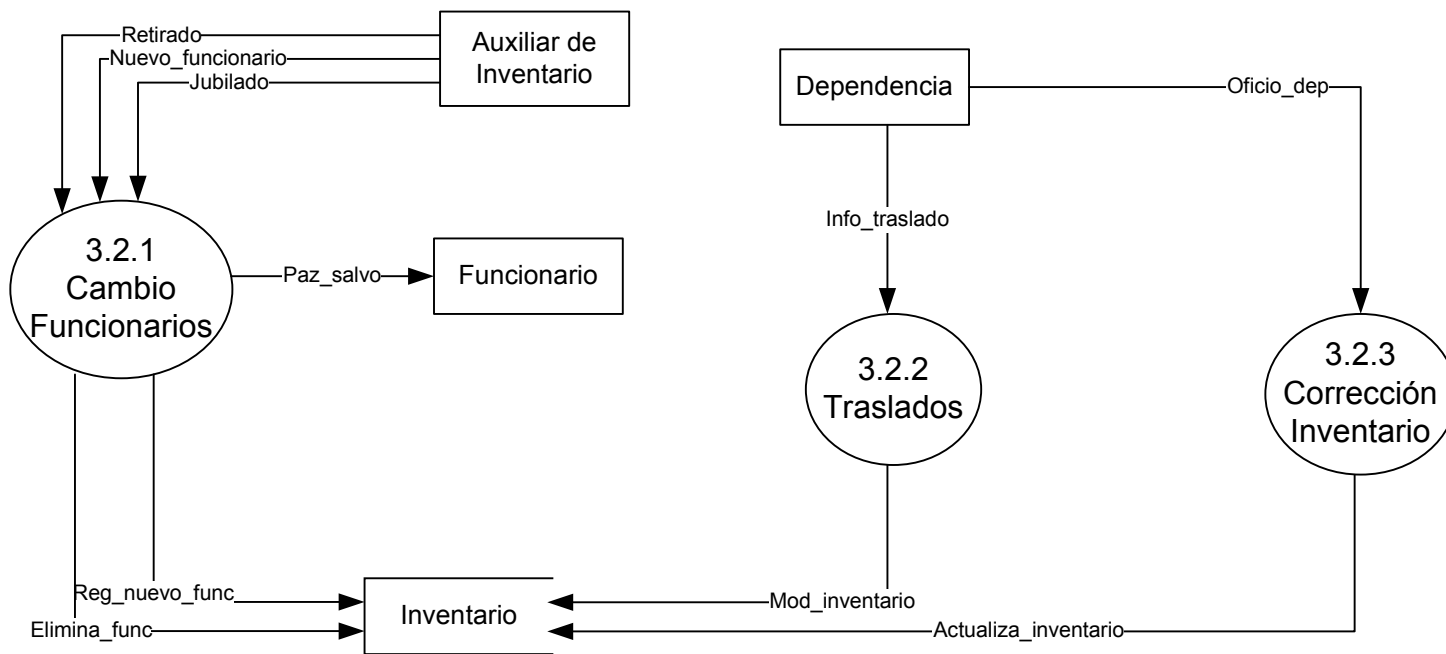 Retirado
Nuevo_funcionario
Jubilado
Auxiliar de
Inventario
Dependencia
Oficio_dep
Info_traslado
3.2.1
Cambio
Funcionarios
Paz_salvo
Funcionario
3.2.2
Traslados
3.2.3
Corrección
Inventario
Reg_nuevo_func
Elimina_func
Inventario
Mod_inventario
Actualiza_inventario